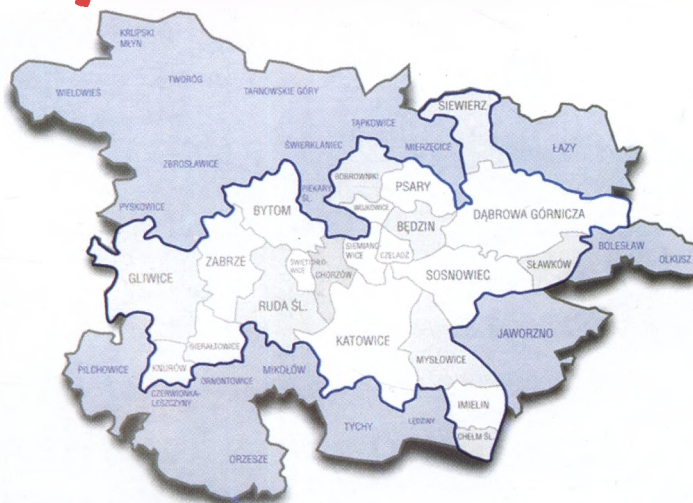 KRUPSKI
MŁYN
WIELOWIEŚ
TWORÓG
TARNOWSKIE GÓRY
SIEWIERZ
TĄPKOWICE
ŚWIERKLANIEC
MIERZĘCICE
ŁAZY
ZBROSŁAWICE
BOBROWNIKI
PIEKARY
ŚL.
PSARY
PYSKOWICE
BYTOM
WOJKOWICE
DĄBROWA GÓRNICZA
BĘDZIN
BOLESŁAW
OLKUSZ
GLIWICE
ZABRZE
ŚWIĘTOCHŁO-
WICE
CHORZÓW
SIEMIANO-
WICE
CZELADŹ
SOSNOWIEC
SŁAWKÓW
RUDA ŚL.
KATOWICE
JAWORZNO
GIERAŁTOWICE
MYSŁOWICE
PILCHOWICE
KNURÓW
MIKOŁÓW
ORNONTOWICE
CZERWIONKA-
LESZCZYNY
IMIELIN
TYCHY
LĘDZINY
CHEŁM ŚL.
ORZESZE